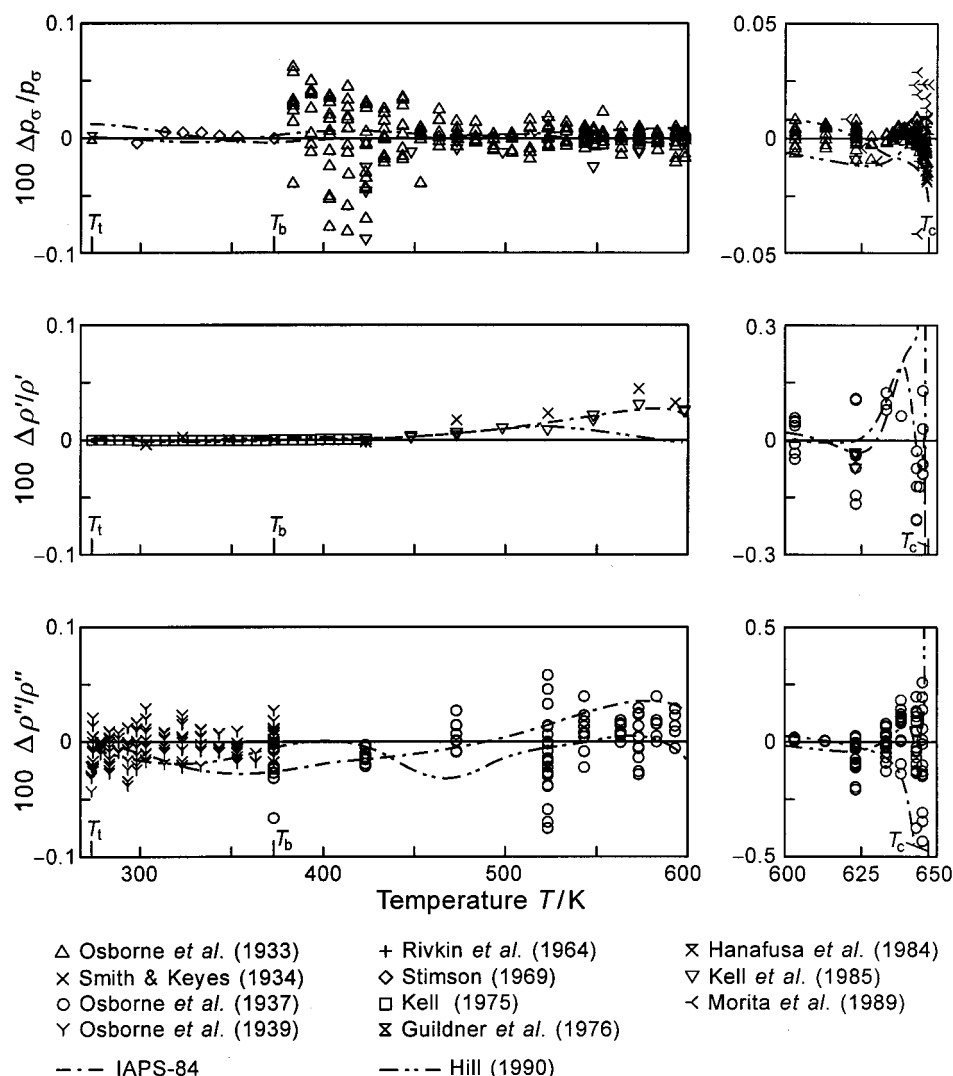 0.1
0.05
100 Δpσ/pσ
0
0
Tt
Tb
Tc
−0.1
−0.05
0.1
0.3
100 Δρ′/ρ′
0
0
Tt
Tb
Tc
−0.1
−0.3
0.1
0.5
100 Δρ″/ρ″
0
0
Tt
Tb
Tc
−0.1
−0.5
300 400 500 600
600 625 650
Temperature T/K
Osborne et al. (1933)
Smith & Keyes (1934)
Osborne et al. (1937)
Osborne et al. (1939)
IAPS-84
Rivkin et al. (1964)
Stimson (1969)
Kell (1975)
Guildner et al. (1976)
Hill (1990)
Hanafusa et al. (1984)
Kell et al. (1985)
Morita et al. (1989)